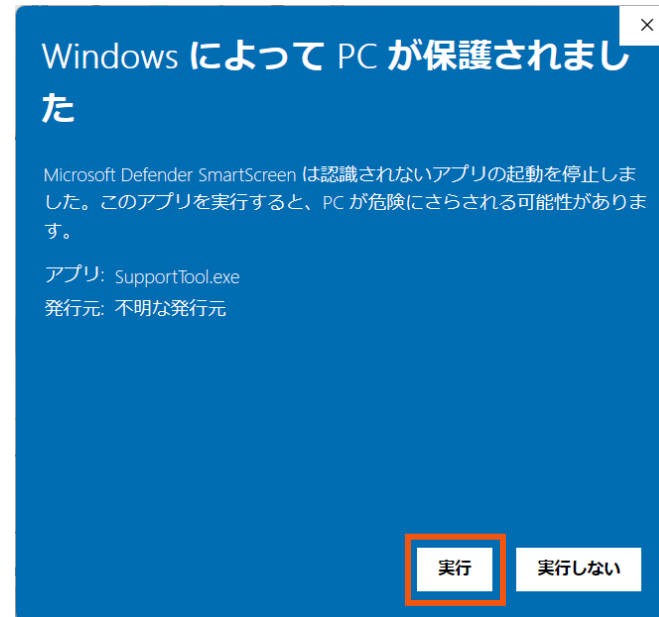 Windows によって PC が保護されまし
た
Microsoft Defender SmartScreen は認識されないアプリの起動を停止しま
した。このアプリを実行すると、PC が危険にさらされる可能性がありま
す。
アプリ: SupportTool.exe
発行元: 不明な発行元
実行 実行しない